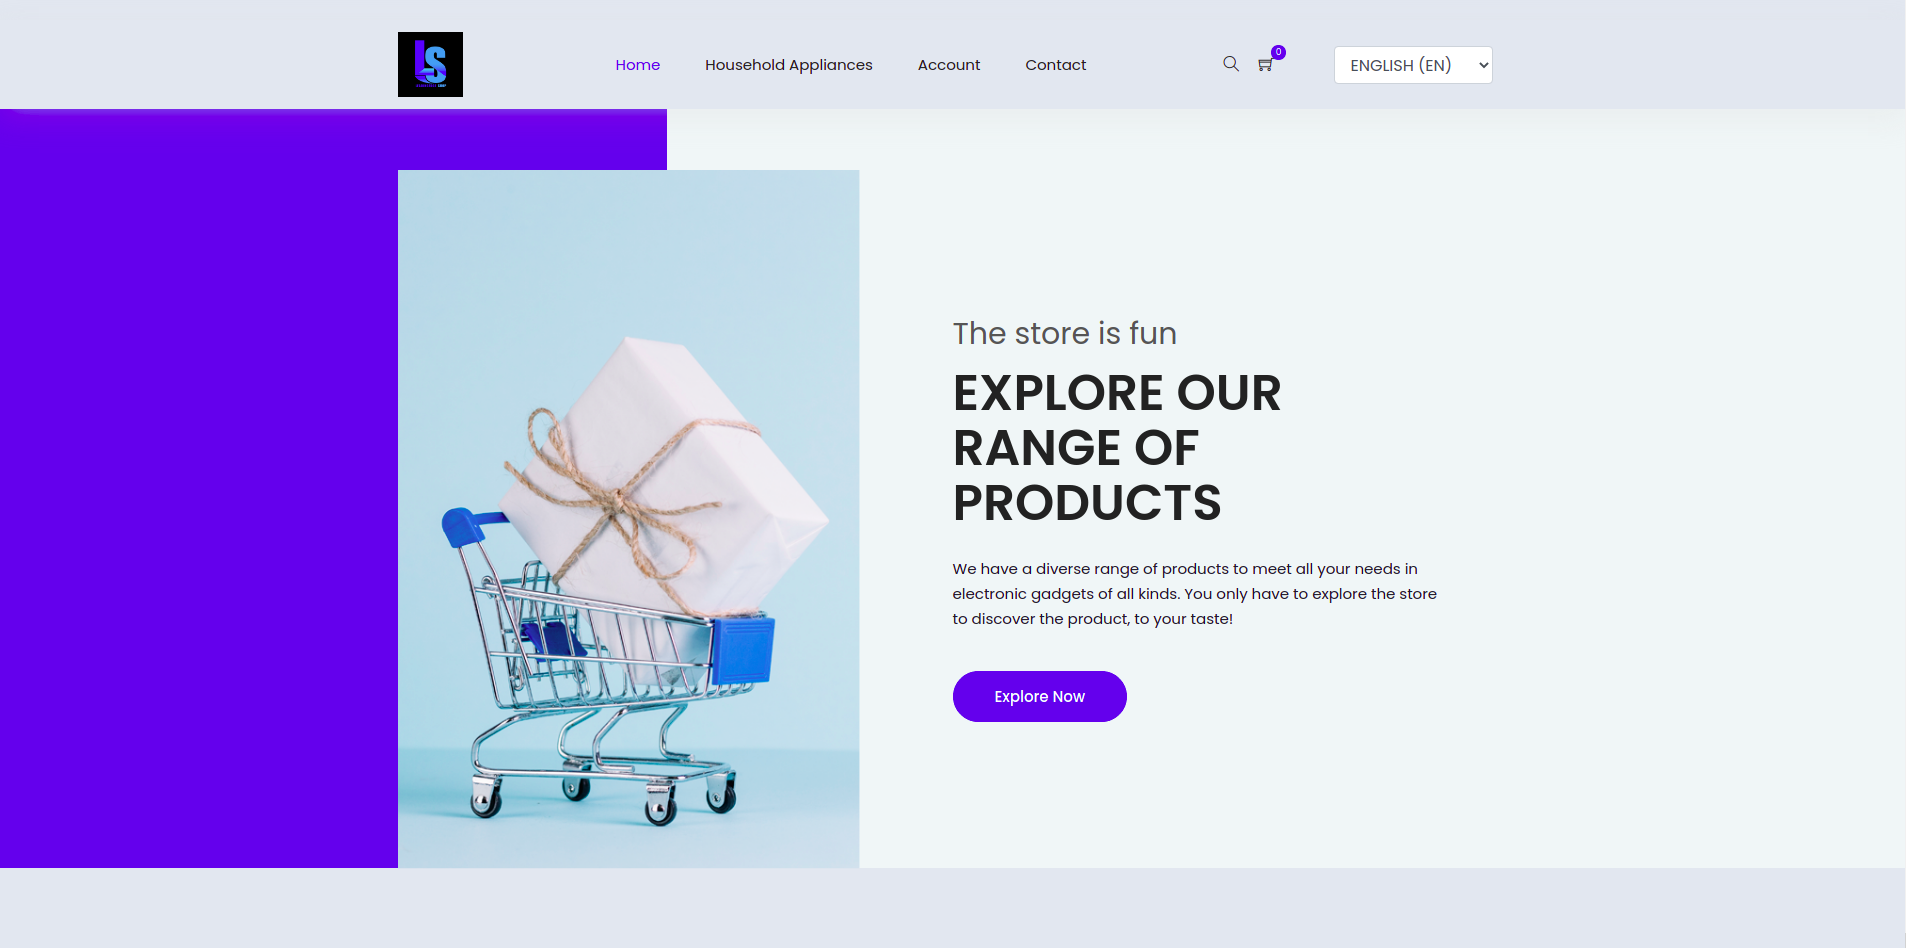 LS
Home
Household Appliances
Account
Contact
0
ENGLISH (EN)
The store is fun
EXPLORE OUR
RANGE OF
PRODUCTS
We have a diverse range of products to meet all your needs in
electronic gadgets of all kinds. You only have to explore the store
to discover the product, to your taste!
Explore Now